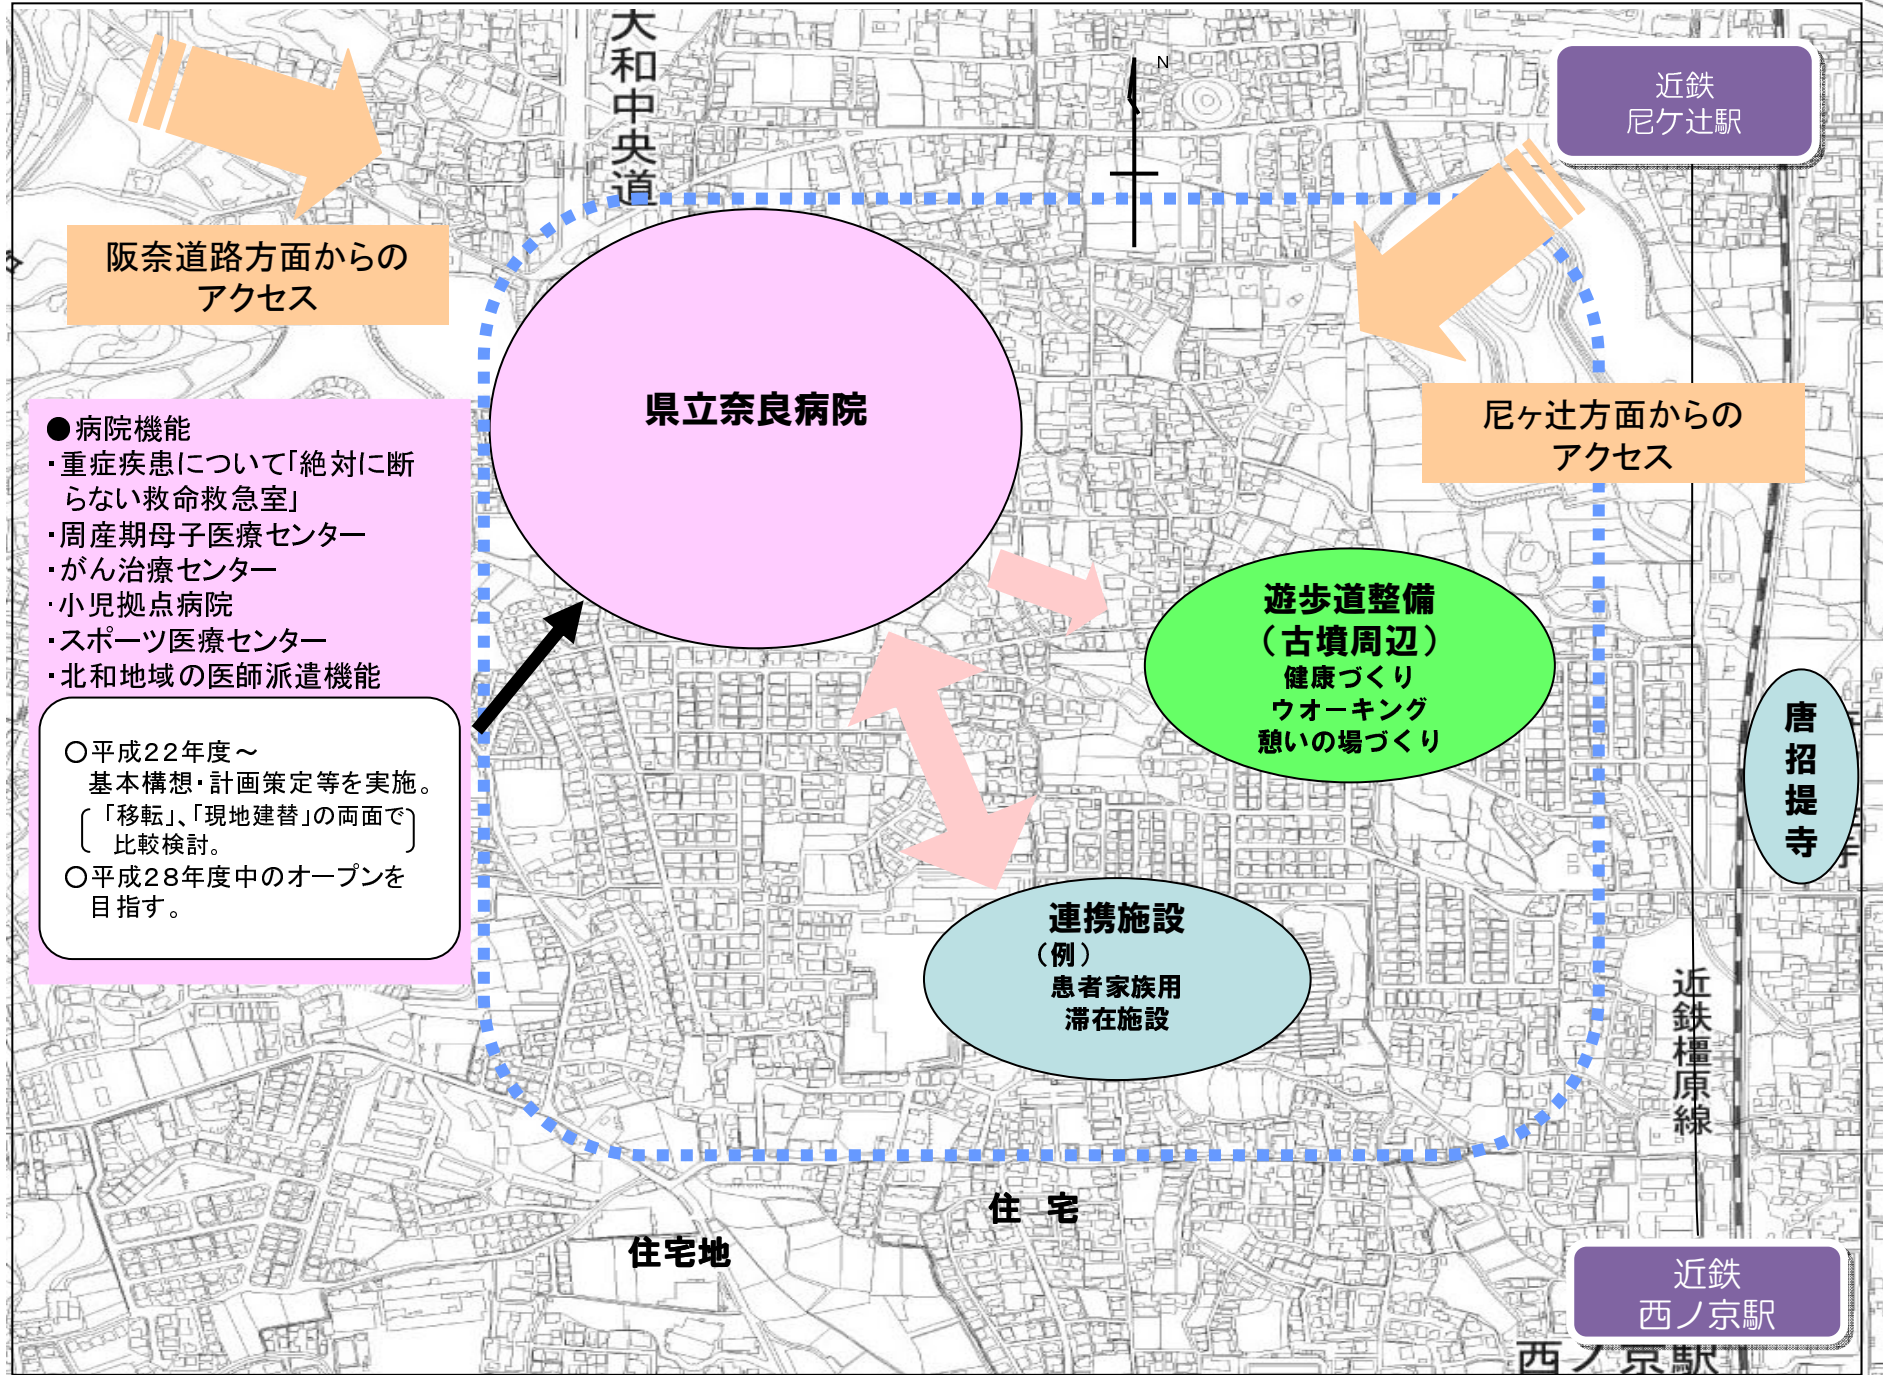 大和中央道
N
近鉄
尼ケ辻駅
阪奈道路方面からの
アクセス
県立奈良病院
尼ヶ辻方面からの
アクセス
●病院機能
・重症疾患について「絶対に断
らない救命救急室」
・周産期母子医療センター
・がん治療センター
・小児拠点病院
・スポーツ医療センター
・北和地域の医師派遣機能
○平成22年度～
基本構想・計画策定等を実施。
「移転」、「現地建替」の両面で
比較検討。
○平成28年度中のオープンを
目指す。
遊歩道整備
（古墳周辺）
健康づくり
ウオーキング
憩いの場づくり
唐招提寺
連携施設
（例）
患者家族用
滞在施設
近鉄橿原線
住 宅
住宅地
近鉄
西ノ京駅
西ノ京駅